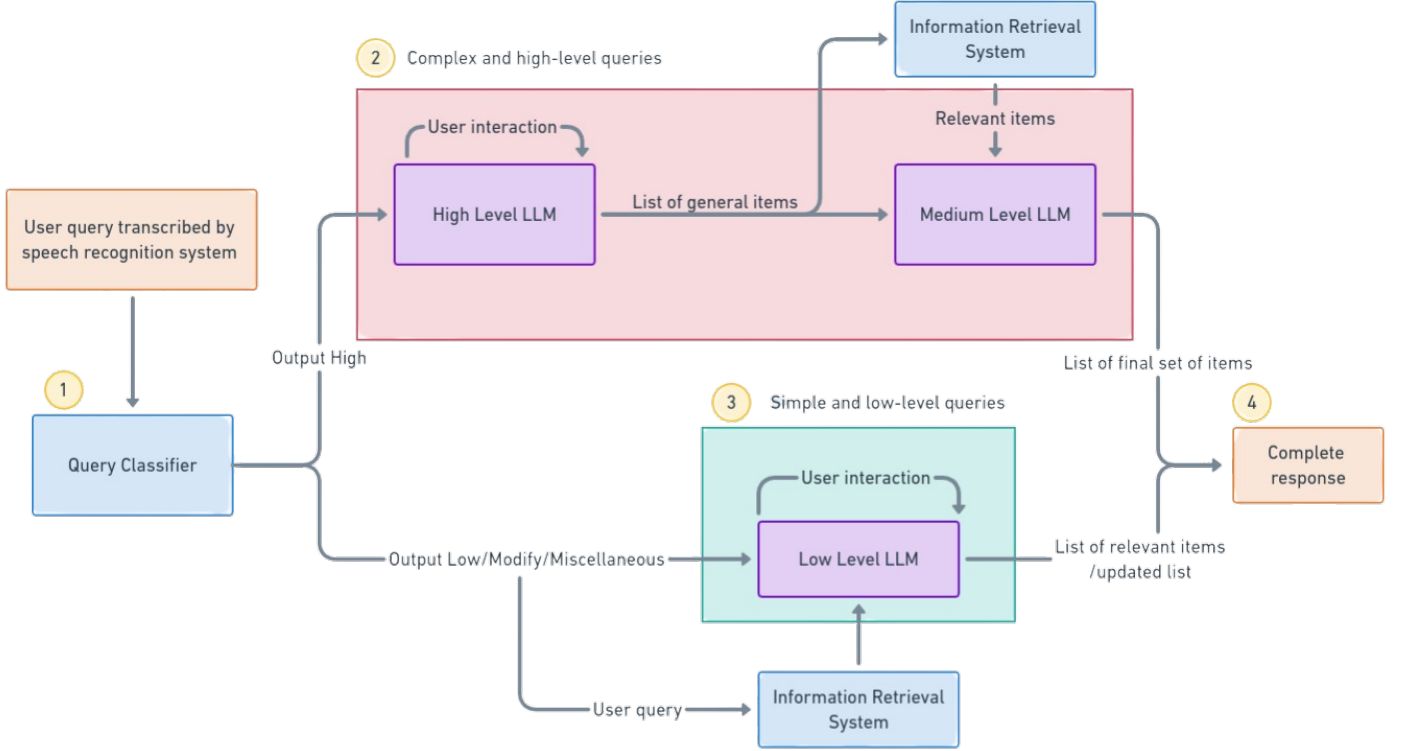 Information Retrieval
System
2
Complex and high-level queries
User interaction
Relevant items
High Level LLM
List of general items
Medium Level LLM
User query transcribed by
speech recognition system
Output High
List of final set of items
1
3
Simple and low-level queries
4
Query Classifier
Complete
response
User interaction
Output Low/Modify/Miscellaneous
Low Level LLM
List of relevant items
/updated list
User query
Information Retrieval
System